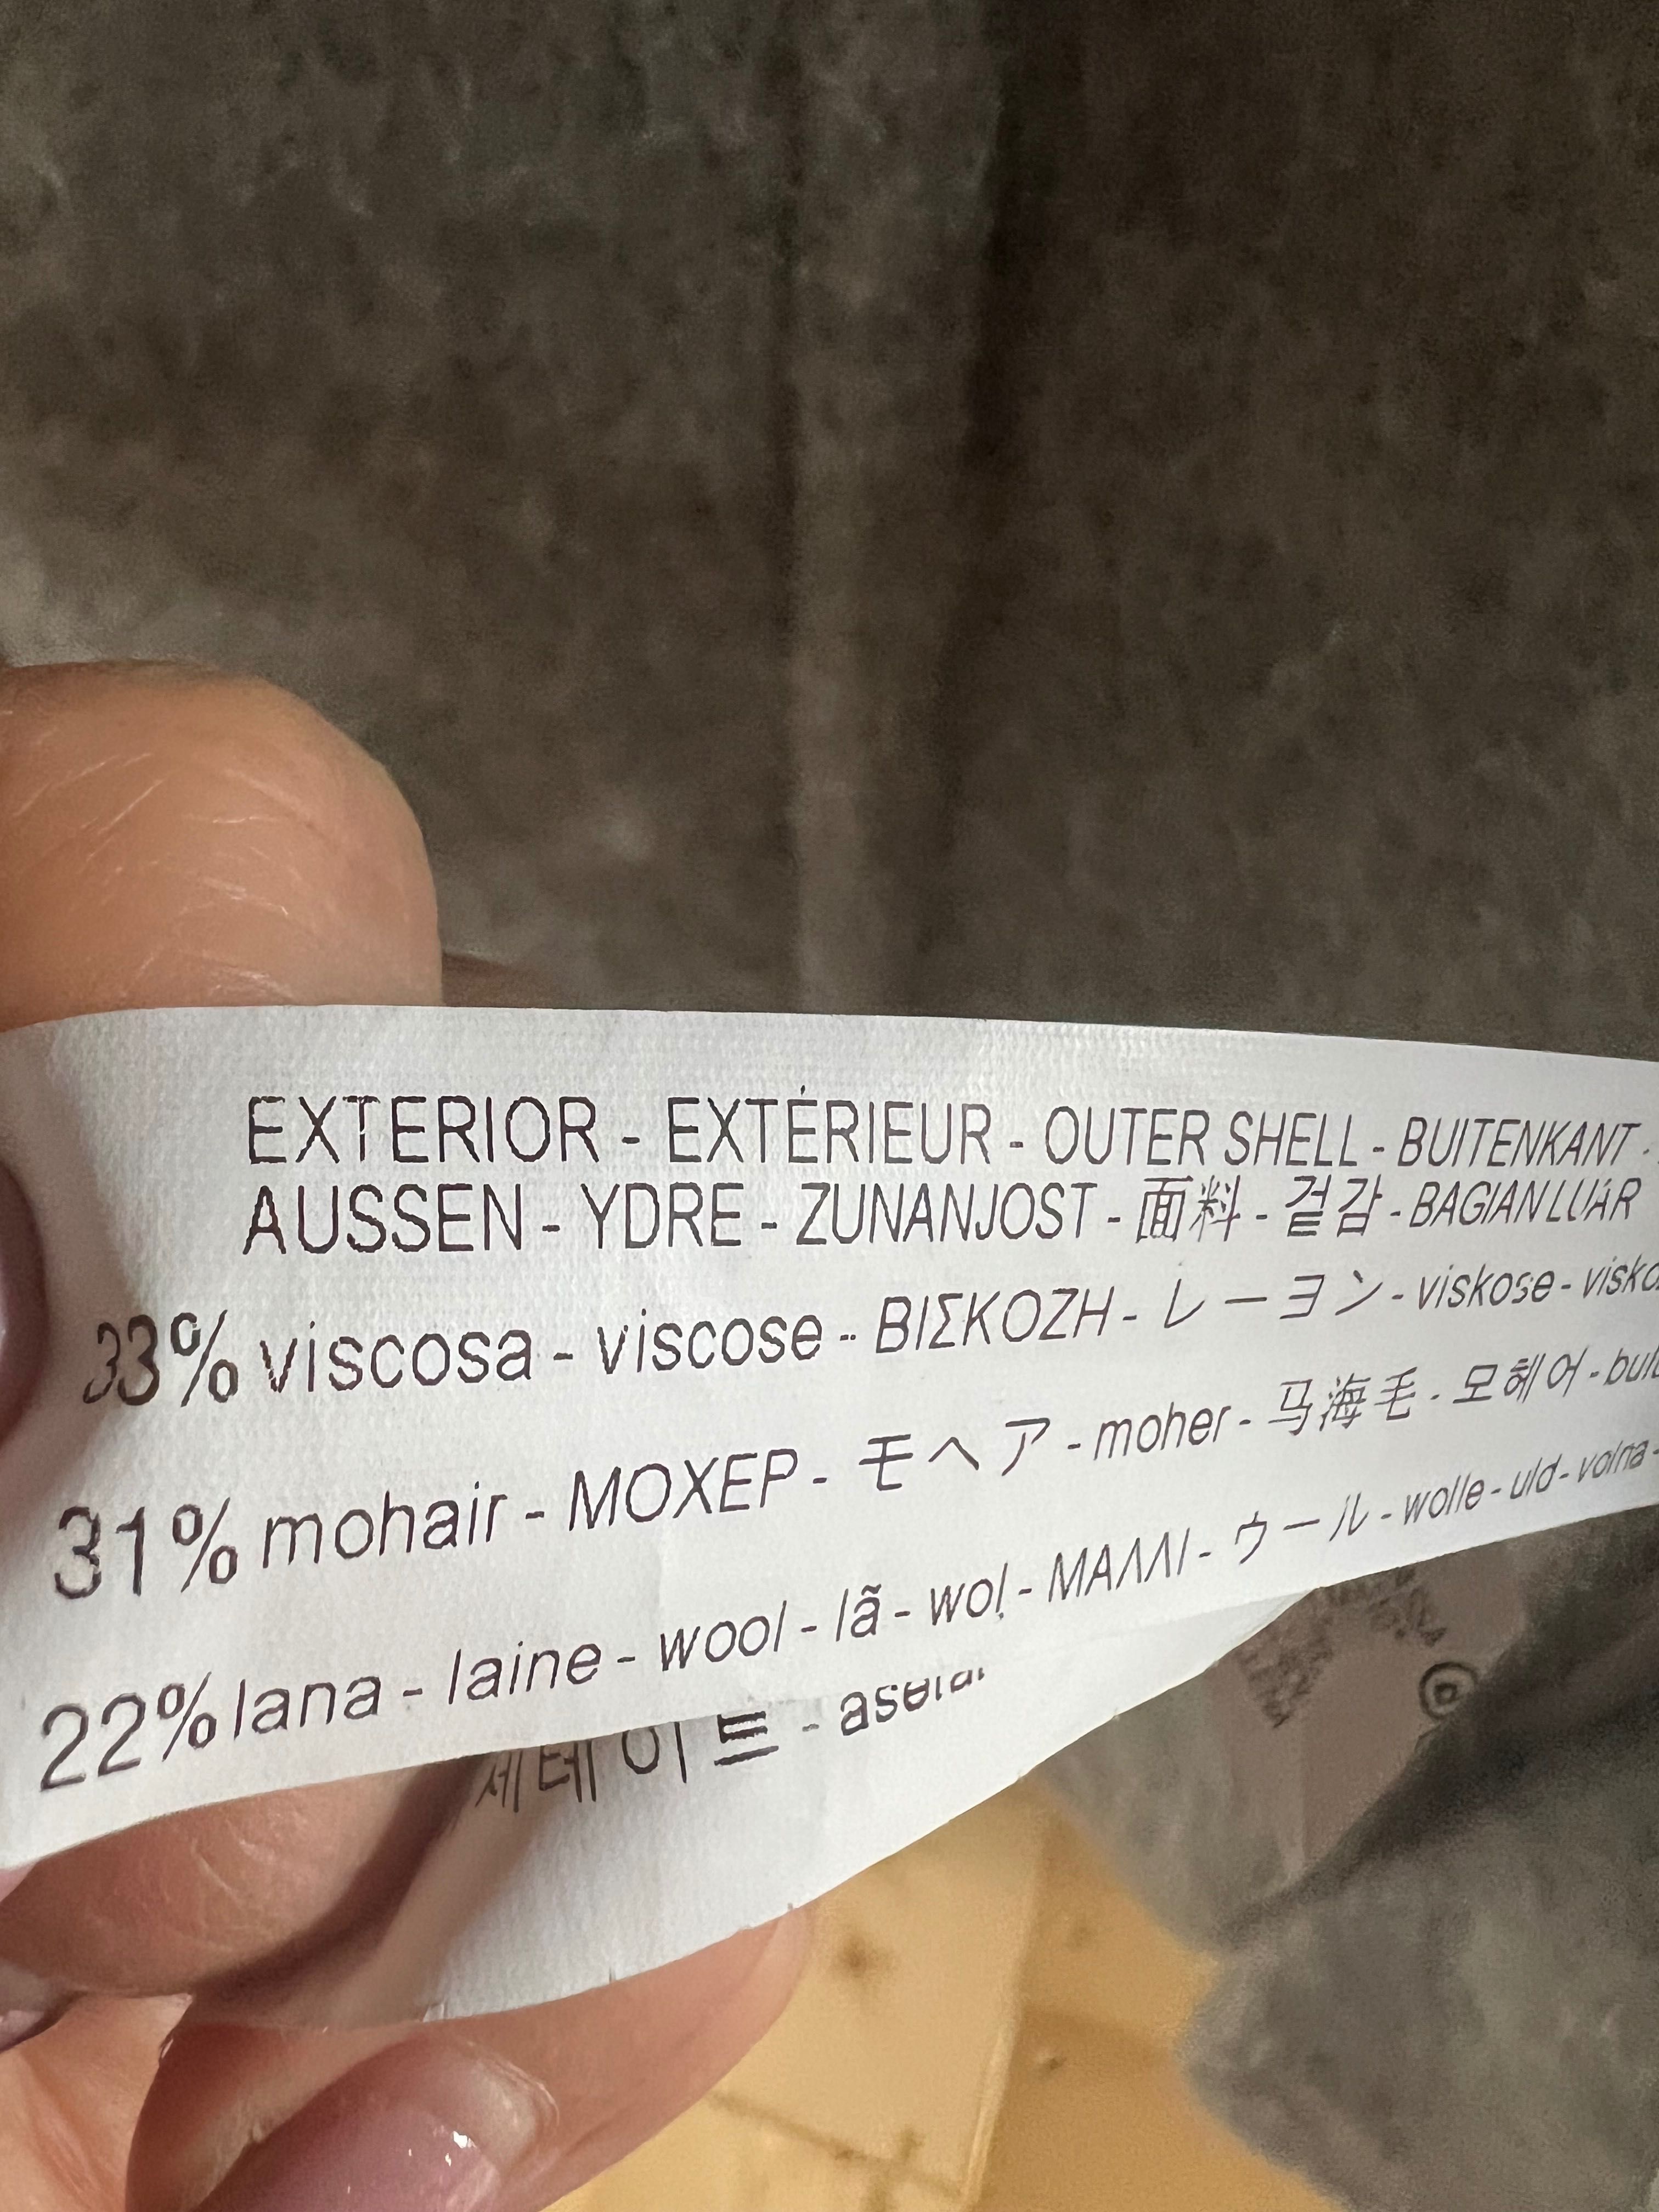 EXTERIOR - EXTÉRIEUR - OUTER SHELL - BUITENKANT -
AUSSEN - YDRE - ZUNANJOST - 面料 - 겉감 - BAGIAN LUAR
33% viscosa - viscose - ΒΙΣΚΟΖΗ - レーヨン - viskose -
31% mohair - ΜΟΧΕΡ - モヘア - moher - 马海毛 - 모헤어 -
22% lana - laine - wool - lã - wol - ΜΑΛΛΙ - ウール - wolle - uld - volna -